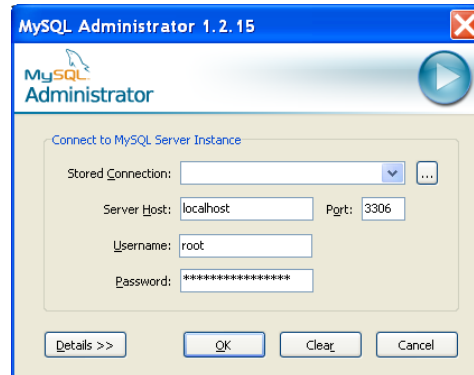 MySQL Administrator 1.2.15
MySQL
Administrator
Connect to MySQL Server Instance
Stored Connection:
...
Server Host: localhost Port: 3306
Username: root
Password: ****************
Details >> OK Clear Cancel